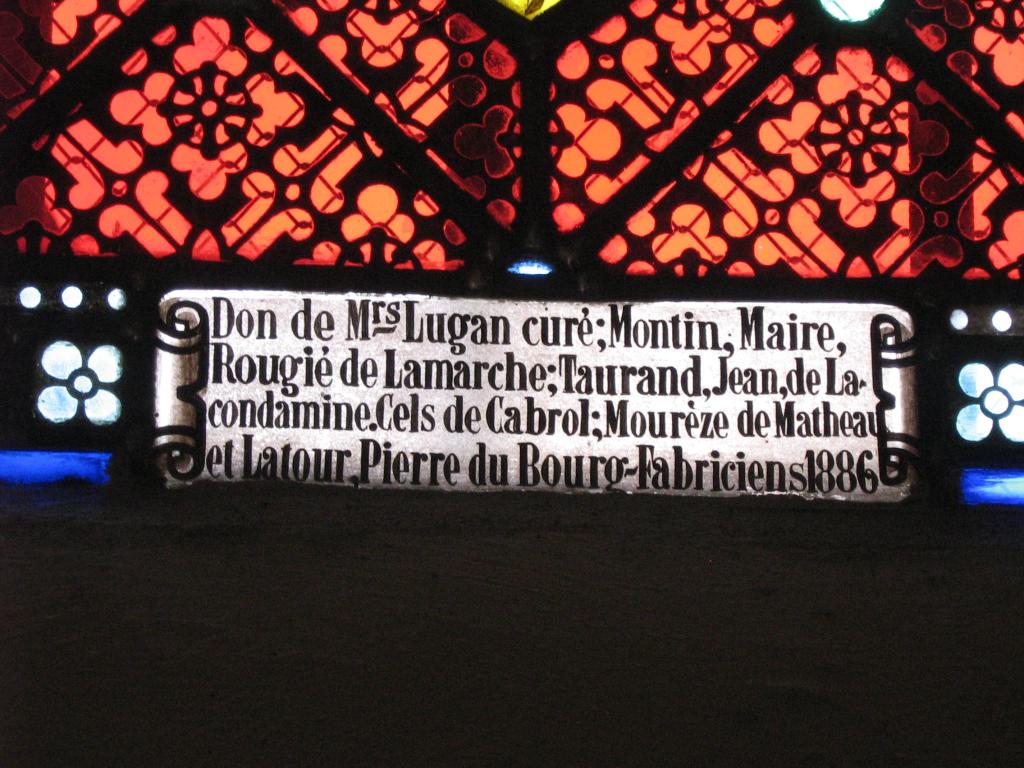 Don de Mrs Lugan curé; Montin, Maire,
Rougié de Lamarche; Taurand, Jean, de La-
condamine. Cels de Cabrol; Mourèze de Matheau
et Latour, Pierre du Bourg-Fabriciens 1886